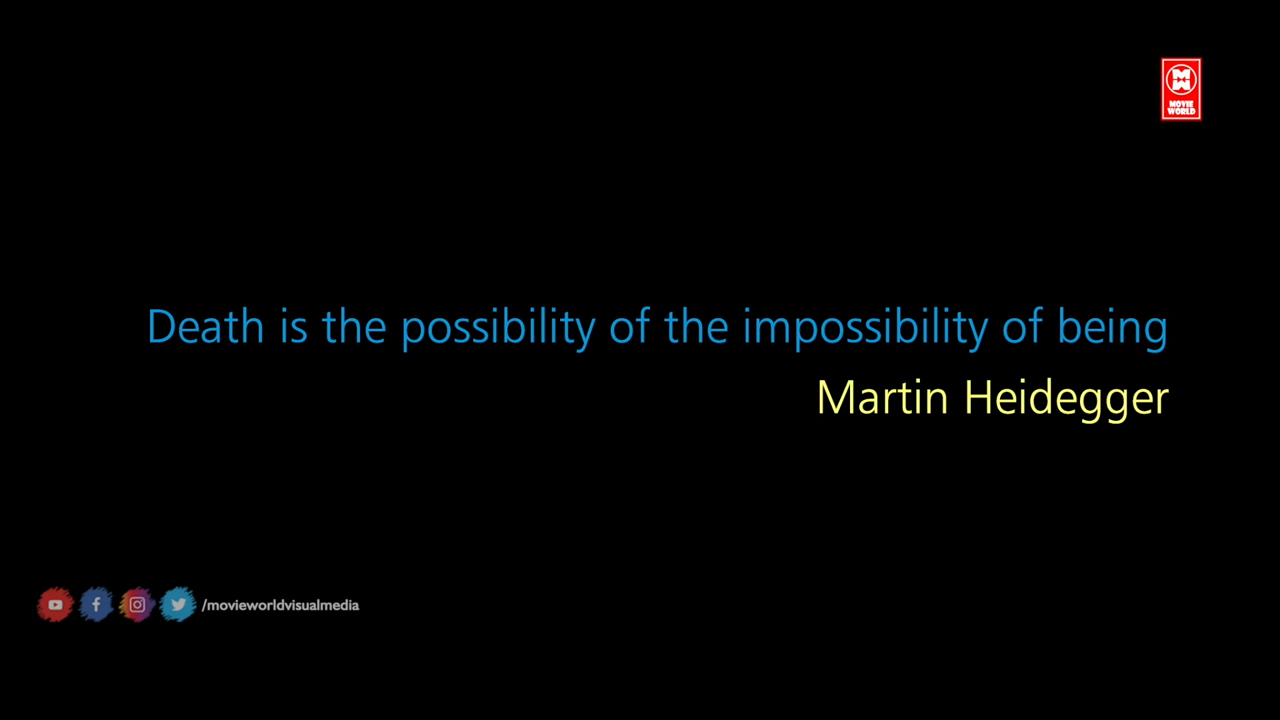 MOVIE
WORLD
Death is the possibility of the impossibility of being
Martin Heidegger
/movieworldvisualmedia